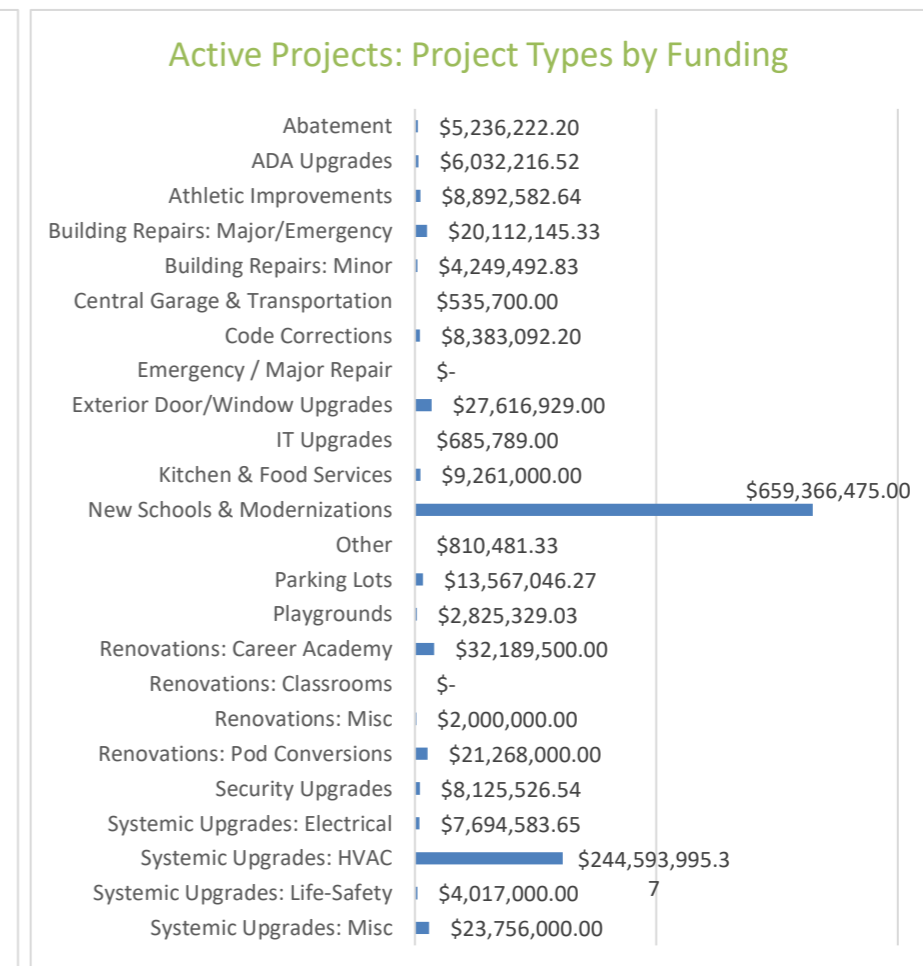 Active Projects: Project Types by Funding
Abatement $5,236,222.20
ADA Upgrades $6,032,216.52
Athletic Improvements $8,892,582.64
Building Repairs: Major/Emergency $20,112,145.33
Building Repairs: Minor $4,249,492.83
Central Garage & Transportation $535,700.00
Code Corrections $8,383,092.20
Emergency / Major Repair $-
Exterior Door/Window Upgrades $27,616,929.00
IT Upgrades $685,789.00
Kitchen & Food Services $9,261,000.00
New Schools & Modernizations $659,366,475.00
Other $810,481.33
Parking Lots $13,567,046.27
Playgrounds $2,825,329.03
Renovations: Career Academy $32,189,500.00
Renovations: Classrooms $-
Renovations: Misc $2,000,000.00
Renovations: Pod Conversions $21,268,000.00
Security Upgrades $8,125,526.54
Systemic Upgrades: Electrical $7,694,583.65
Systemic Upgrades: HVAC $244,593,995.3
7
Systemic Upgrades: Life-Safety $4,017,000.00
Systemic Upgrades: Misc $23,756,000.00